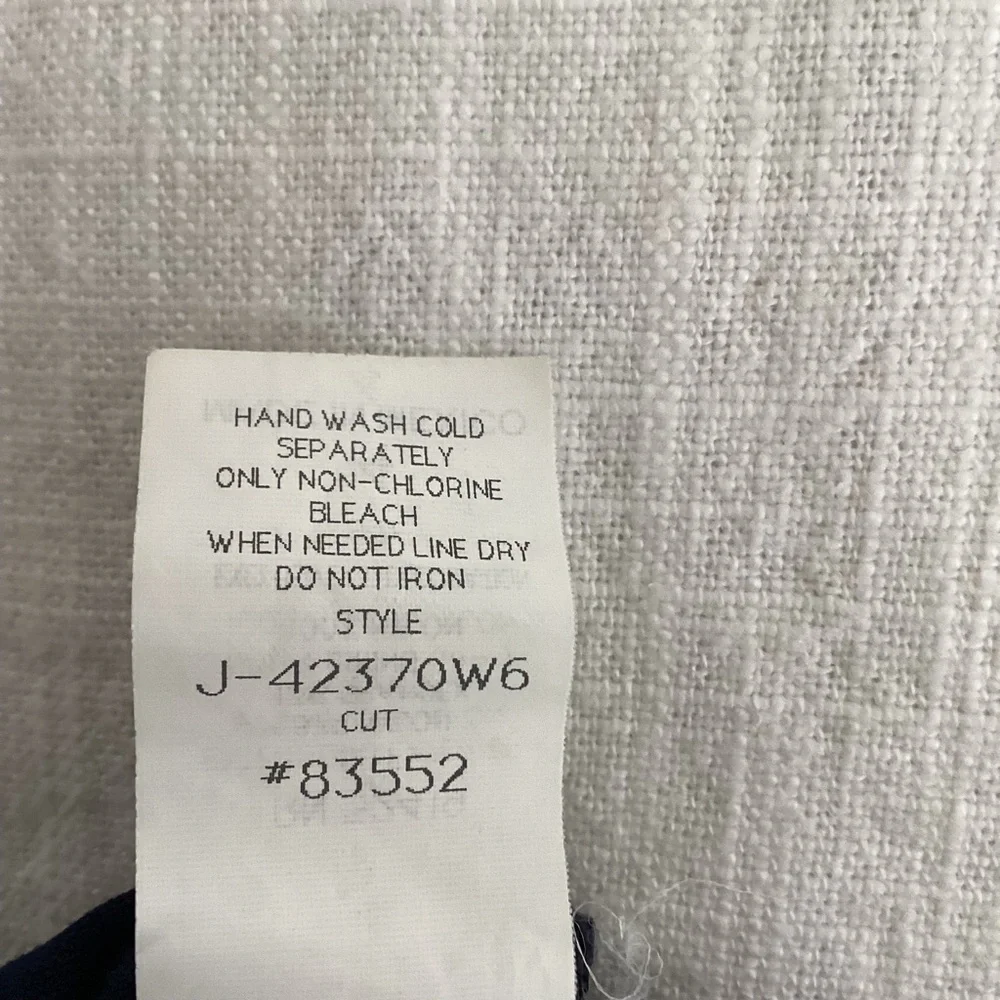 HAND WASH COLD
SEPARATELY
ONLY NON-CHLORINE
BLEACH
WHEN NEEDED LINE DRY
DO NOT IRON
STYLE
J-42370W6
CUT
#83552